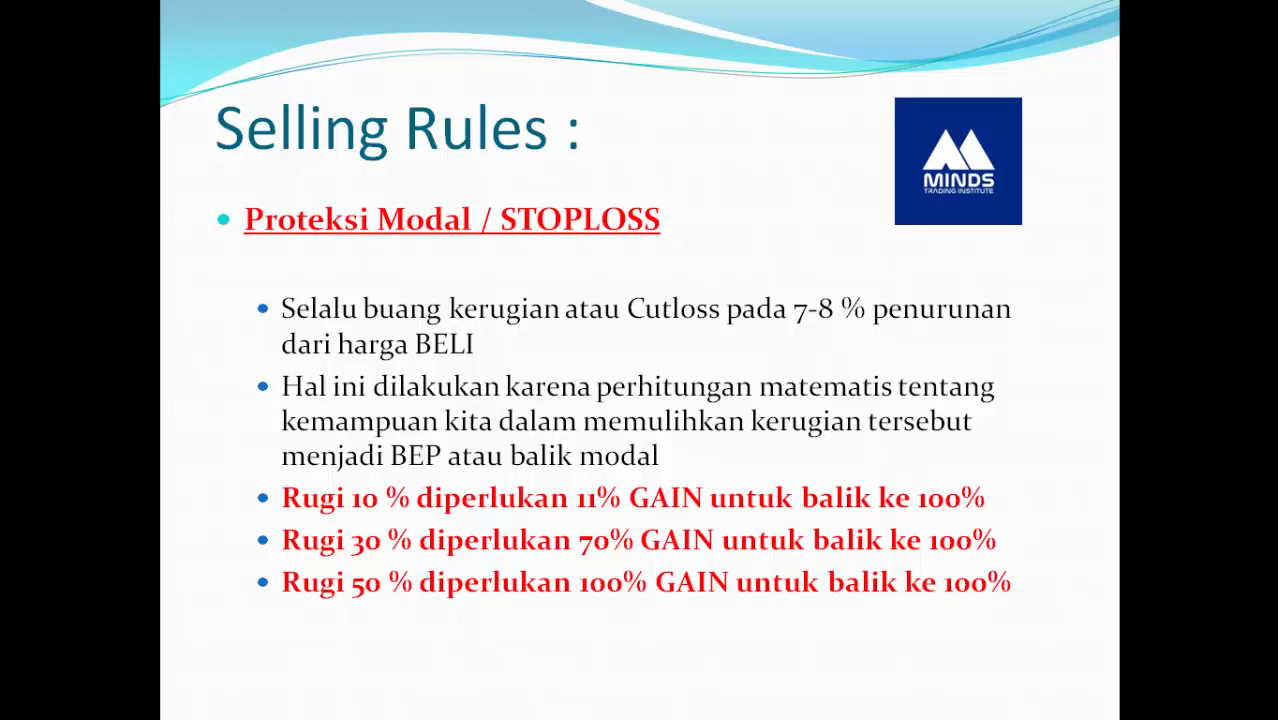 Selling Rules :
MINDS
TRADING INSTITUTE
Proteksi Modal / STOPLOSS
Selalu buang kerugian atau Cutloss pada 7-8 % penurunan
dari harga BELI
Hal ini dilakukan karena perhitungan matematis tentang
kemampuan kita dalam memulihkan kerugian tersebut
menjadi BEP atau balik modal
Rugi 10 % diperlukan 11% GAIN untuk balik ke 100%
Rugi 30 % diperlukan 70% GAIN untuk balik ke 100%
Rugi 50 % diperlukan 100% GAIN untuk balik ke 100%